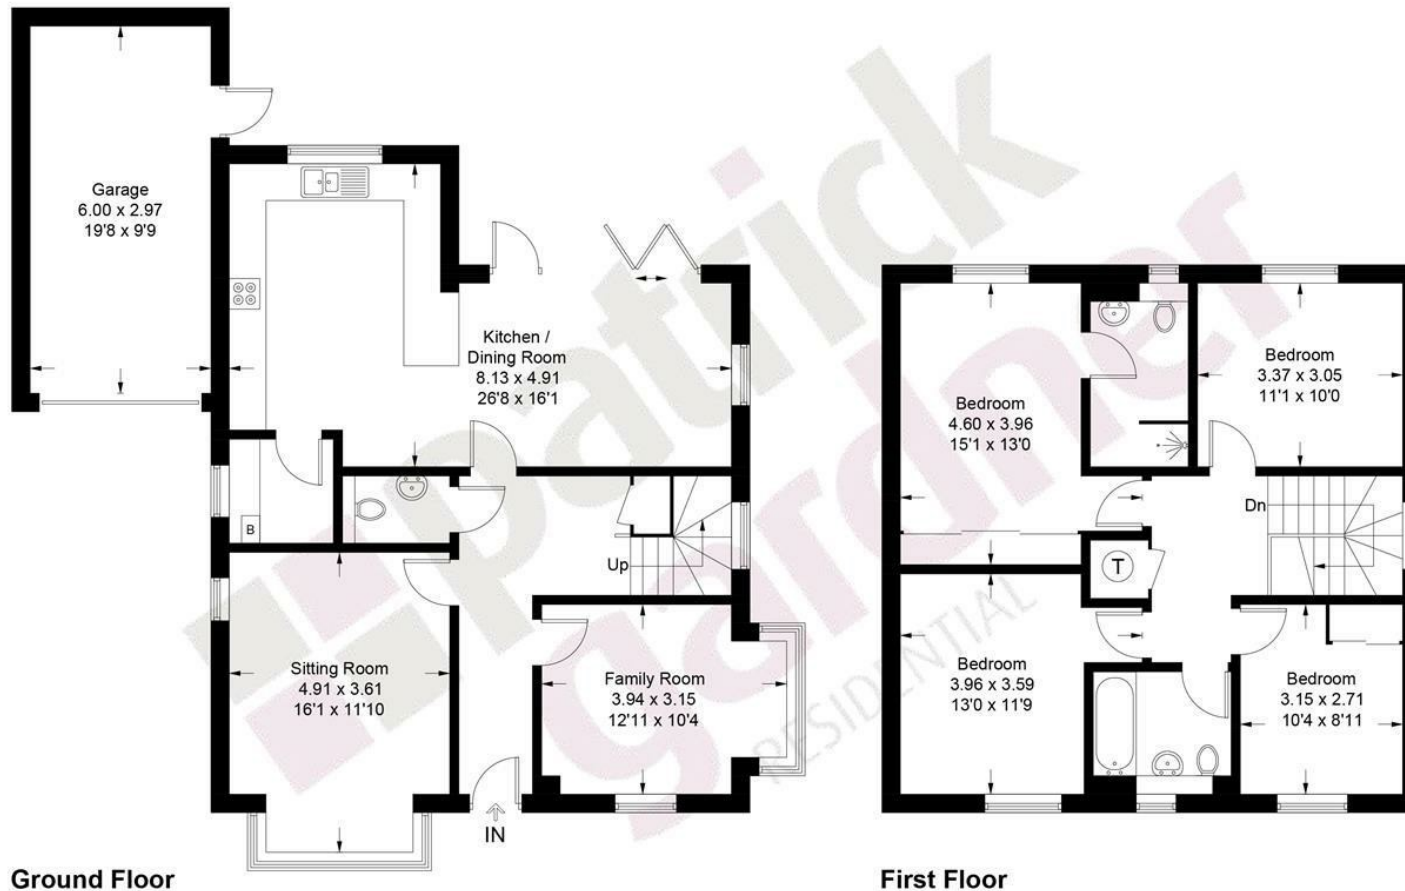 Garage
6.00 x 2.97
19'8 x 9'9
Kitchen /
Dining Room
8.13 x 4.91
26'8 x 16'1
B
Up
Sitting Room
4.91 x 3.61
16'1 x 11'10
Family Room
3.94 x 3.15
12'11 x 10'4
IN
Ground Floor
Bedroom
4.60 x 3.96
15'1 x 13'0
Bedroom
3.37 x 3.05
11'1 x 10'0
Dn
T
Bedroom
3.96 x 3.59
13'0 x 11'9
Bedroom
3.15 x 2.71
10'4 x 8'11
First Floor
patrick
gardner
RESIDENTIAL